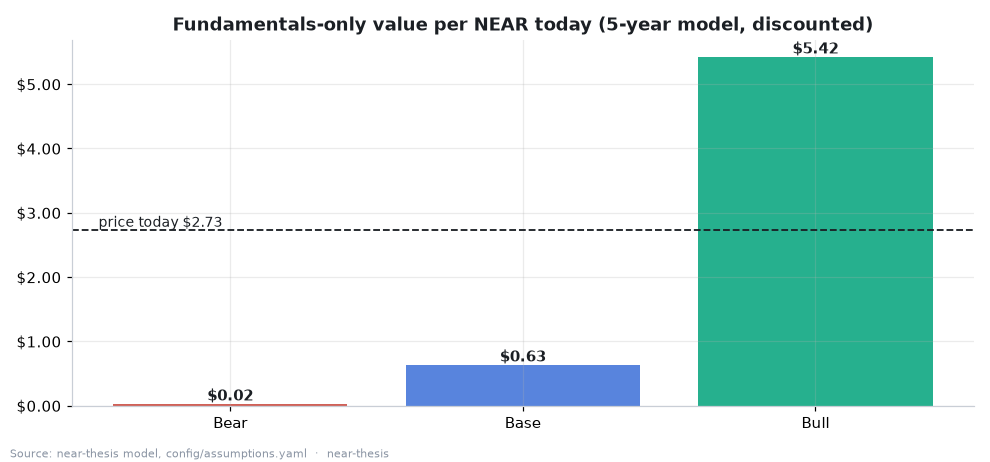 Fundamentals-only value per NEAR today (5-year model, discounted)
$5.42
$5.00
$4.00
$3.00
price today $2.73
$2.00
$1.00
$0.63
$0.02
$0.00
Bear Base Bull
Source: near-thesis model, config/assumptions.yaml · near-thesis